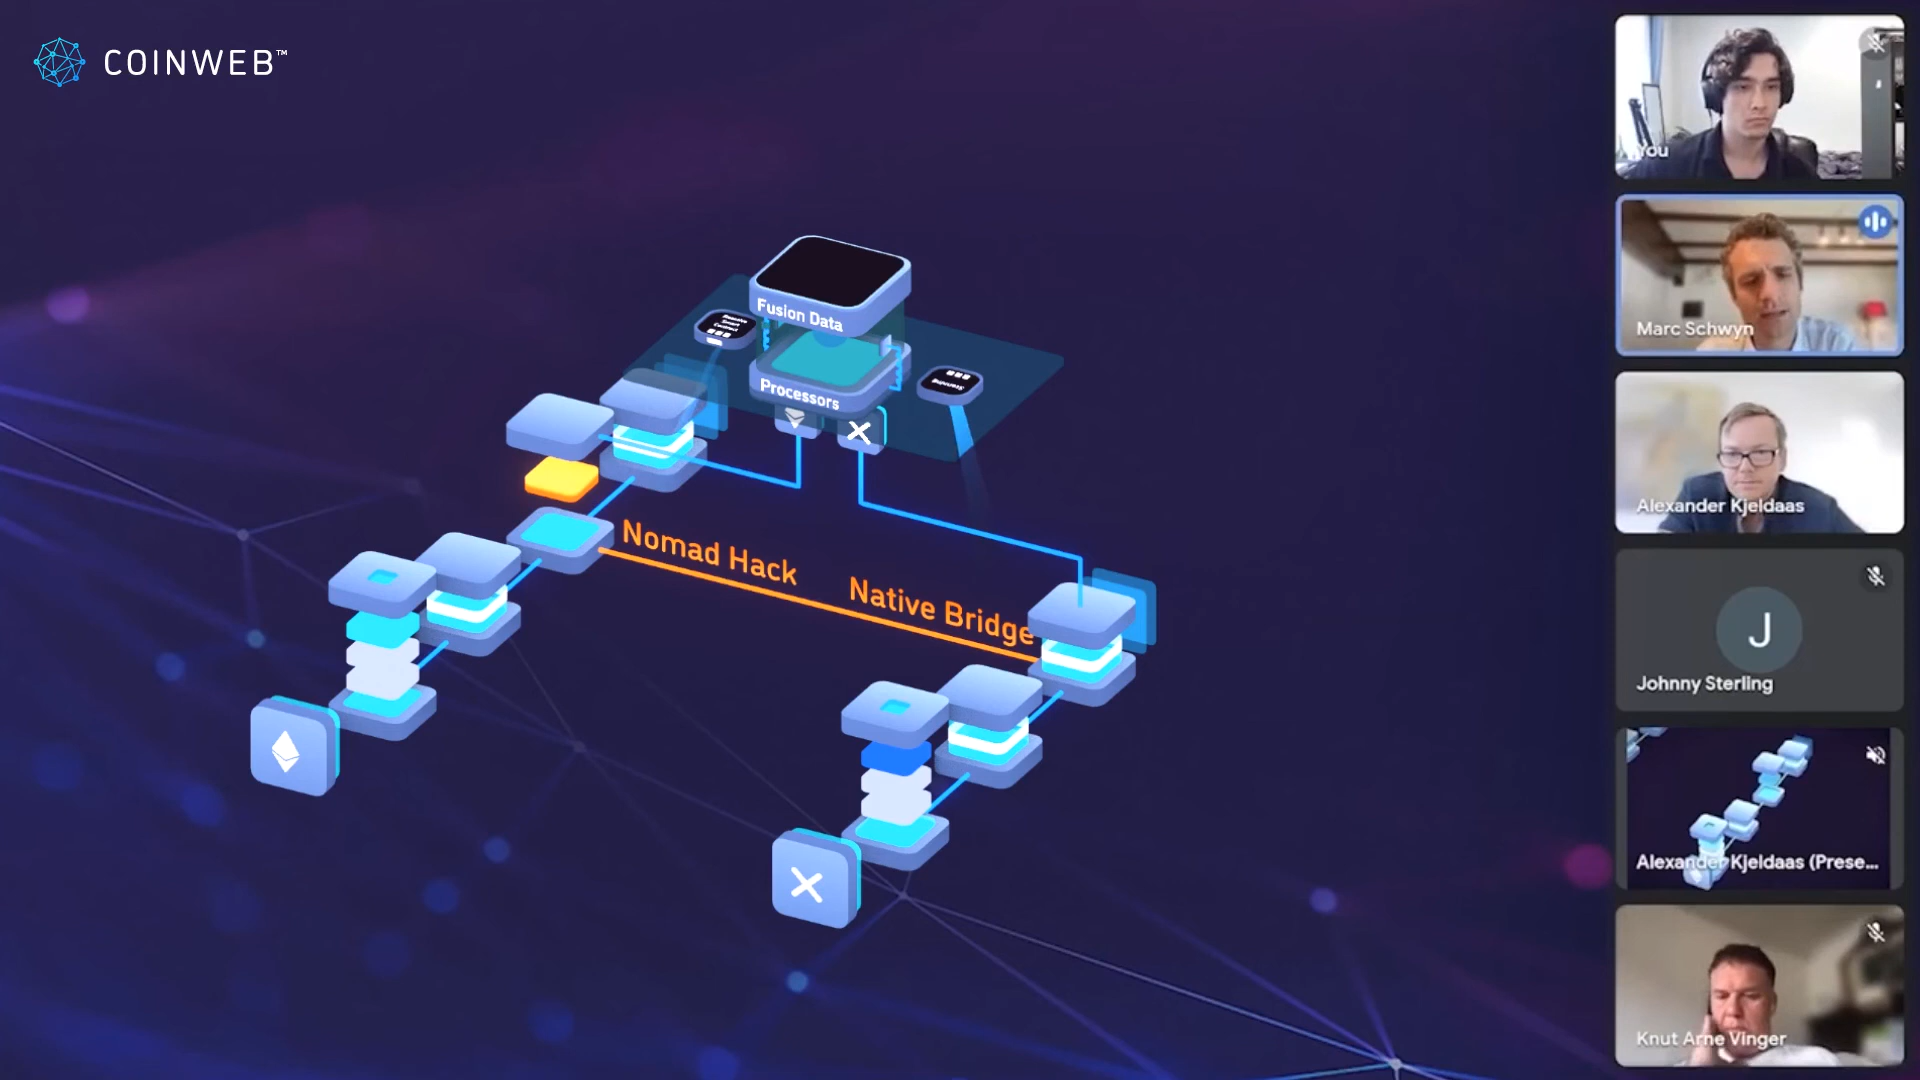 COINWEB™
Fusion Data
Processors
Nomad Hack
Native Bridge
You
Marc Schwyn
Alexander Kjeldaas
J
Johnny Sterling
Alexander Kjeldaas (Prese...
Knut Arne Vinger